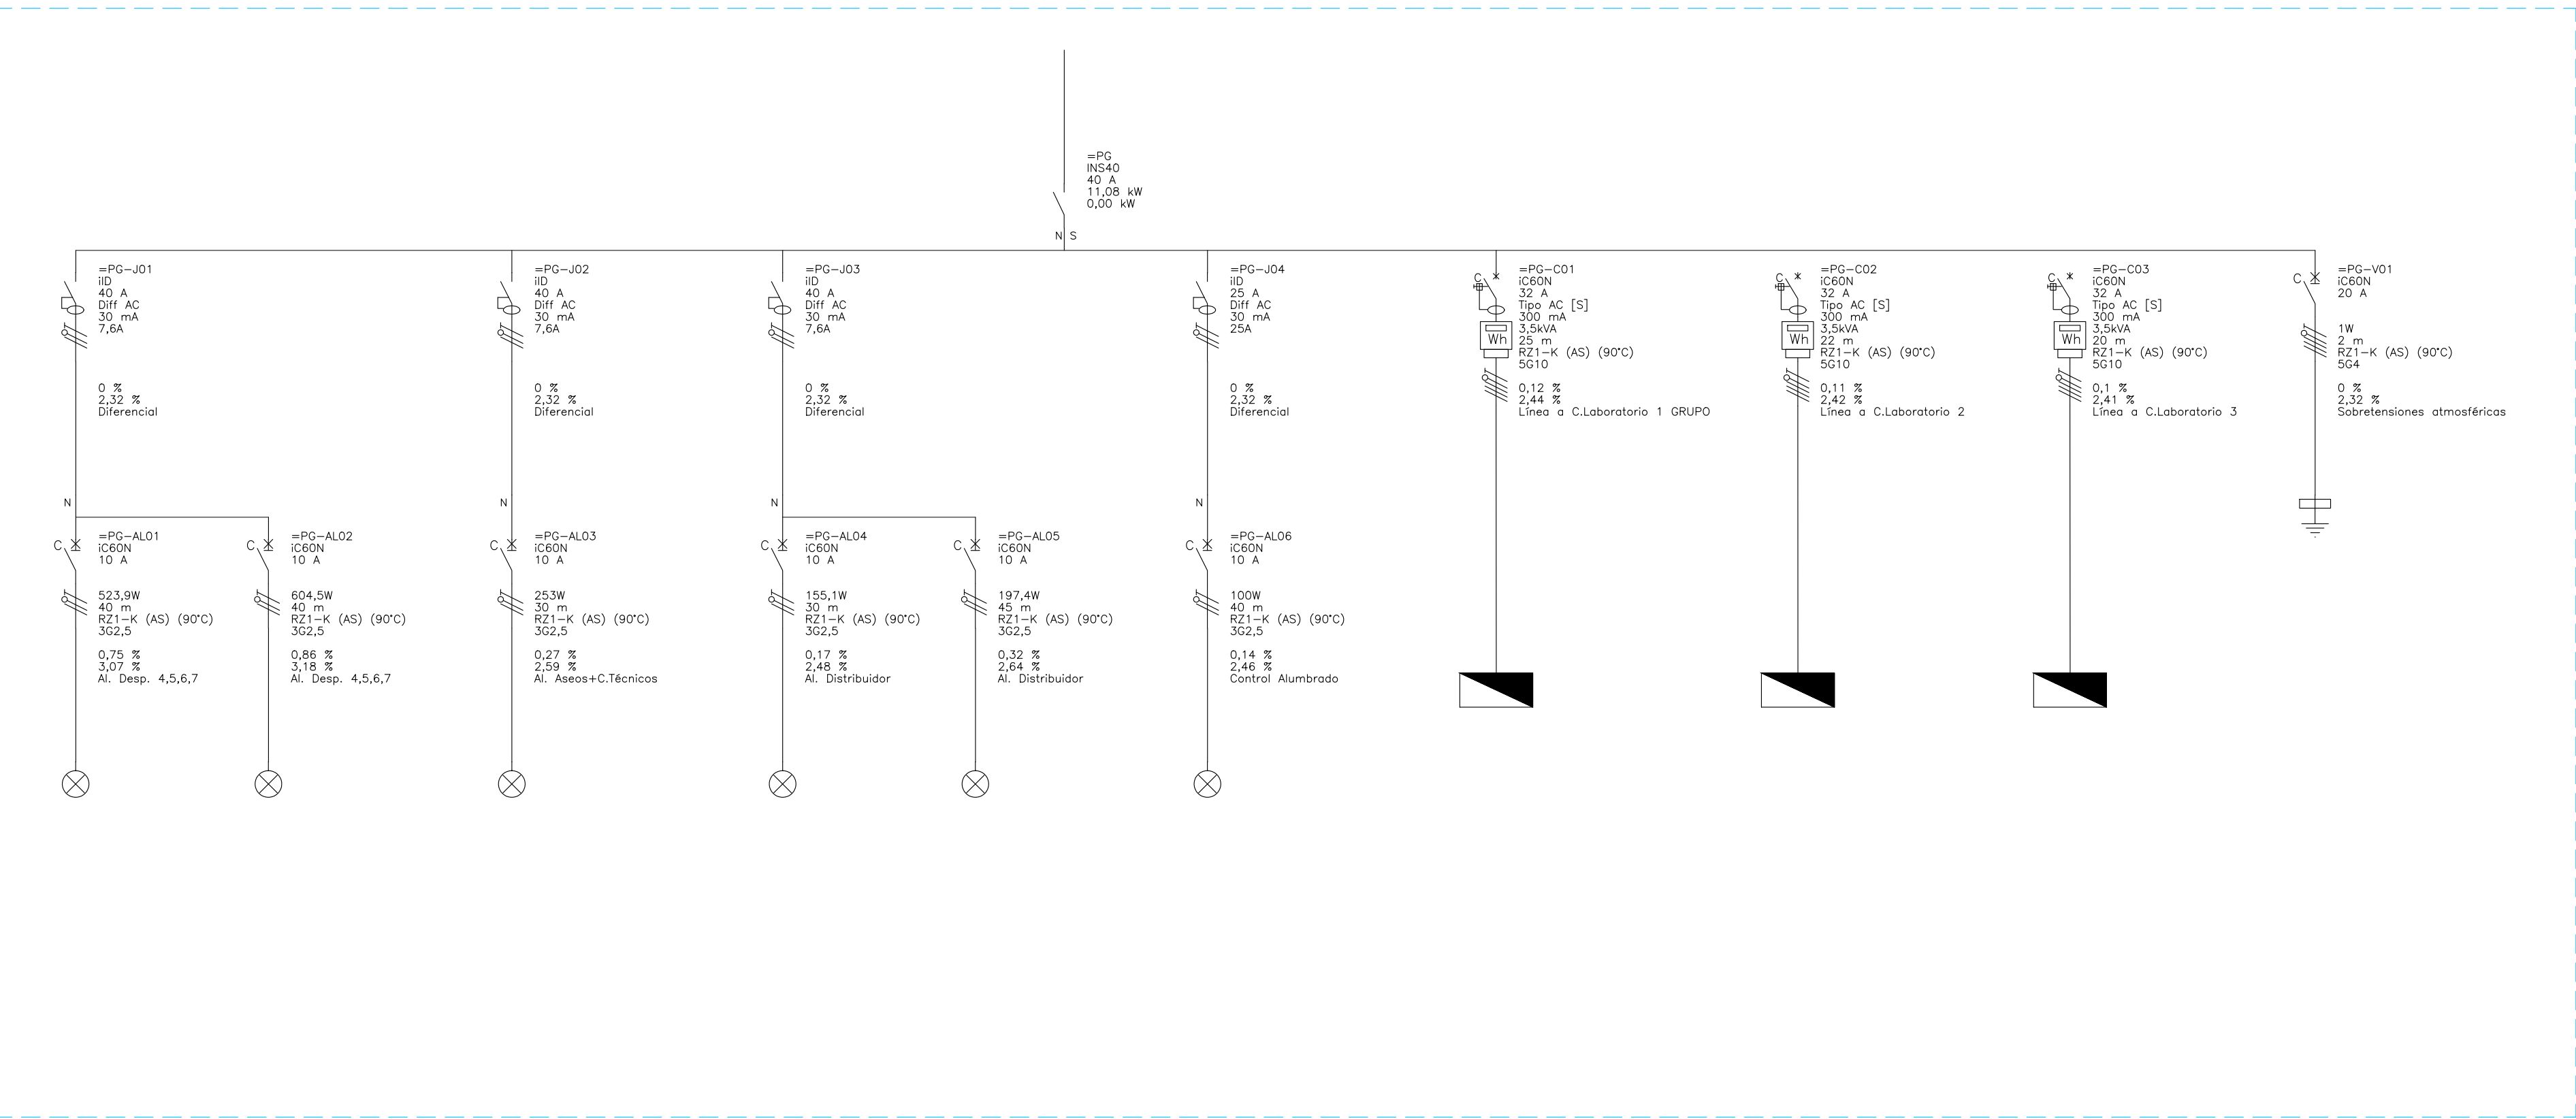 =PG
INS40
40 A
11,08 kW
0,00 kW
N S
=PG-J01
iID
40 A
Diff AC
30 mA
7,6A
0 %
2,32 %
Diferencial
N
=PG-J02
iID
40 A
Diff AC
30 mA
7,6A
0 %
2,32 %
Diferencial
N
=PG-J03
iID
40 A
Diff AC
30 mA
7,6A
0 %
2,32 %
Diferencial
N
=PG-J04
iID
25 A
Diff AC
30 mA
25A
0 %
2,32 %
Diferencial
N
C
=PG-C01
iC60N
32 A
Tipo AC [S]
300 mA
3,5kVA
Wh
25 m
RZ1-K (AS) (90°C)
5G10
0,12 %
2,44 %
Línea a C.Laboratorio 1 GRUPO
C
=PG-C02
iC60N
32 A
Tipo AC [S]
300 mA
3,5kVA
Wh
22 m
RZ1-K (AS) (90°C)
5G10
0,11 %
2,42 %
Línea a C.Laboratorio 2
C
=PG-C03
iC60N
32 A
Tipo AC [S]
300 mA
3,5kVA
Wh
20 m
RZ1-K (AS) (90°C)
5G10
0,1 %
2,41 %
Línea a C.Laboratorio 3
C
=PG-V01
iC60N
20 A
1W
2 m
RZ1-K (AS) (90°C)
5G4
0 %
2,32 %
Sobretensiones atmosféricas
C
=PG-AL01
iC60N
10 A
523,9W
40 m
RZ1-K (AS) (90°C)
3G2,5
0,75 %
3,07 %
Al. Desp. 4,5,6,7
C
=PG-AL02
iC60N
10 A
604,5W
40 m
RZ1-K (AS) (90°C)
3G2,5
0,86 %
3,18 %
Al. Desp. 4,5,6,7
C
=PG-AL03
iC60N
10 A
253W
30 m
RZ1-K (AS) (90°C)
3G2,5
0,27 %
2,59 %
Al. Aseos+C.Técnicos
C
=PG-AL04
iC60N
10 A
155,1W
30 m
RZ1-K (AS) (90°C)
3G2,5
0,17 %
2,48 %
Al. Distribuidor
C
=PG-AL05
iC60N
10 A
197,4W
45 m
RZ1-K (AS) (90°C)
3G2,5
0,32 %
2,64 %
Al. Distribuidor
C
=PG-AL06
iC60N
10 A
100W
40 m
RZ1-K (AS) (90°C)
3G2,5
0,14 %
2,46 %
Control Alumbrado